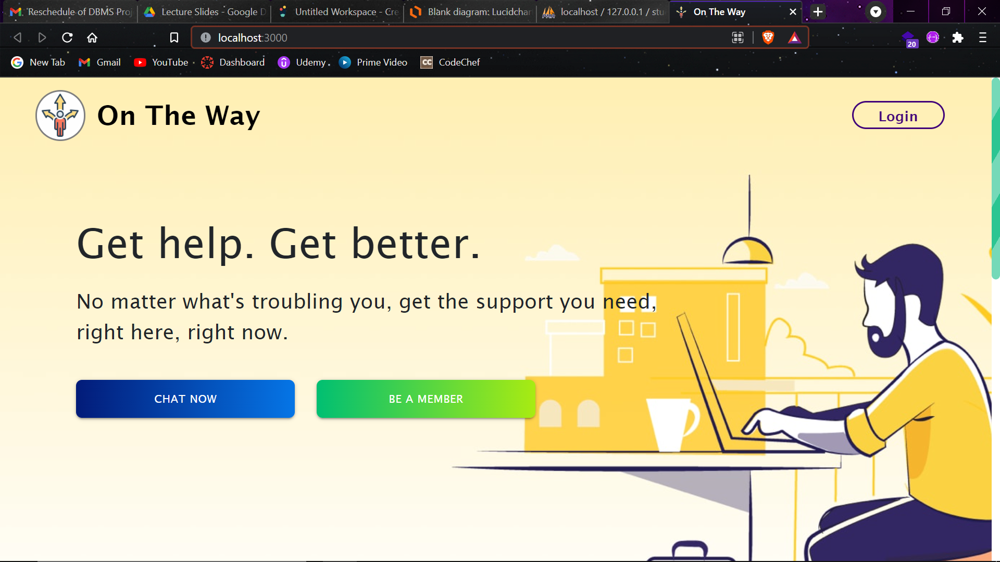 Reschedule of DBMS Proj
Lecture Slides - Google D
Untitled Workspace - Cre
Blank diagram: Lucidchar
localhost / 127.0.0.1 / stu
On The Way
localhost:3000
20
New Tab
Gmail
YouTube
Dashboard
Udemy
Prime Video
CC
CodeChef
On The Way
Login
Get help. Get better.
No matter what's troubling you, get the support you need,
right here, right now.
CHAT NOW
BE A MEMBER